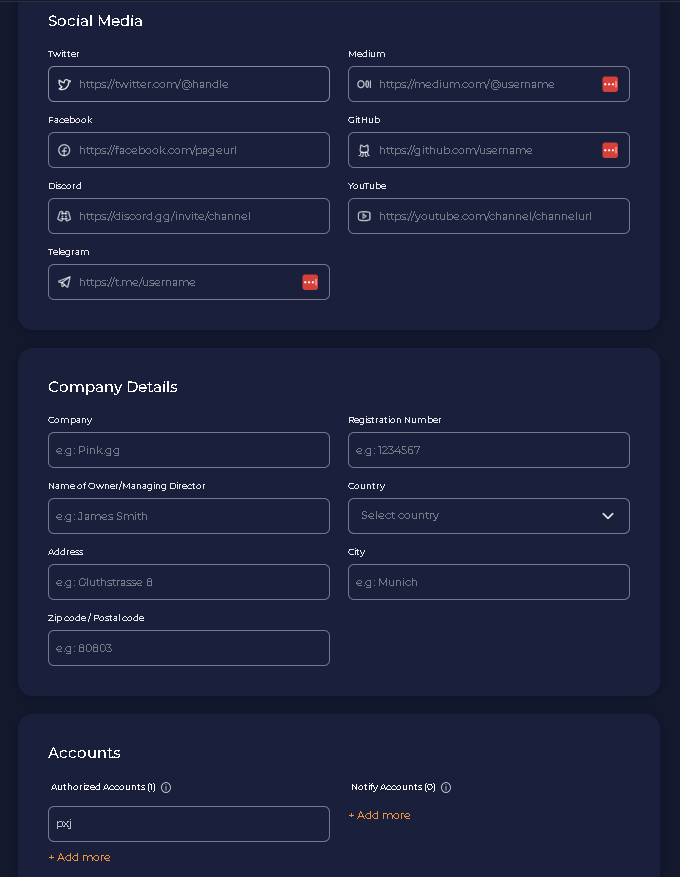 Social Media
Twitter
Medium
https://twitter.com/@handle
https://medium.com/@username
Facebook
GitHub
https://facebook.com/pageurl
https://github.com/username
Discord
YouTube
https://discord.gg/invite/channel
https://youtube.com/channel/channelurl
Telegram
https://t.me/username
Company Details
Company
Registration Number
e.g: Pink.gg
e.g: 1234567
Name of Owner/Managing Director
Country
e.g: James Smith
Select country
Address
City
e.g: Gluthstrasse 8
e.g: Munich
Zip code / Postal code
e.g: 80803
Accounts
Authorized Accounts (1)
Notify Accounts (0)
pxj
+ Add more
+ Add more